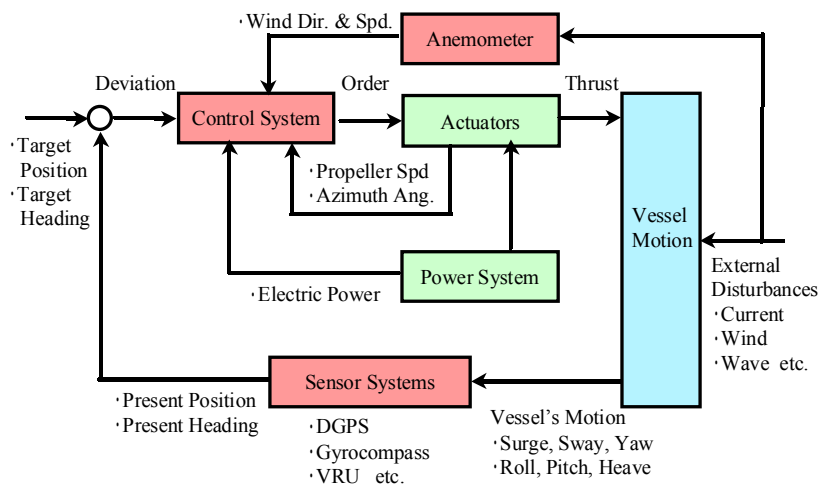 ·Wind Dir. & Spd.
Anemometer
Deviation
Order
Thrust
Control System
Actuators
·Target
Position
·Target
Heading
·Propeller Spd
·Azimuth Ang.
Vessel
Motion
Power System
·Electric Power
External
Disturbances
·Current
·Wind
·Wave etc.
Sensor Systems
·Present Position
·Present Heading
·DGPS
·Gyrocompass
·VRU etc.
Vessel's Motion
·Surge, Sway, Yaw
·Roll, Pitch, Heave